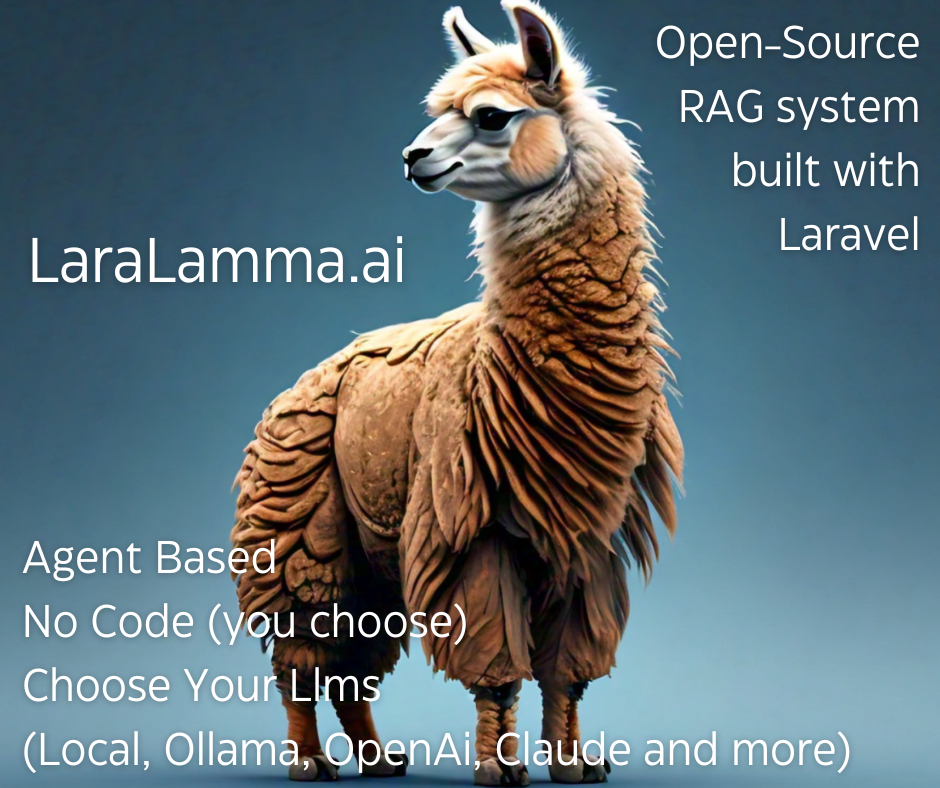 Open-Source
RAG system
built with
Laravel
LaraLamma.ai
Agent Based
No Code (you choose)
Choose Your Llms
(Local, Ollama, OpenAi, Claude and more)